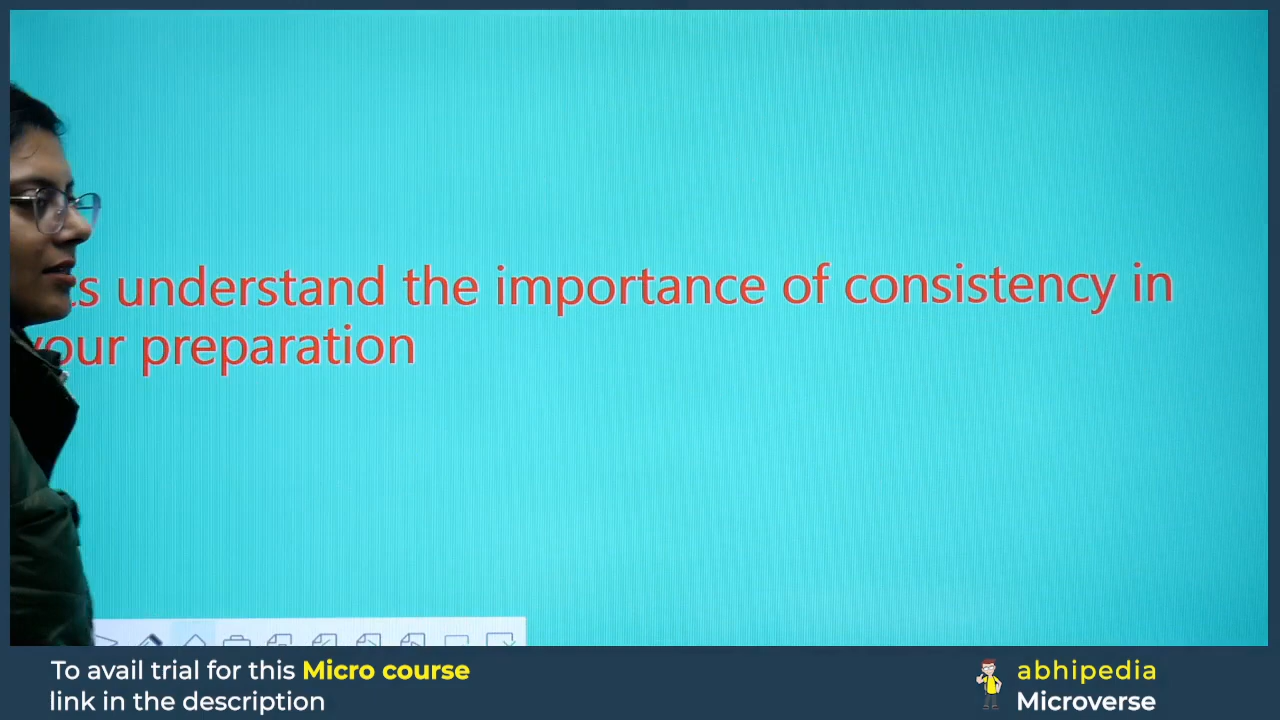 understand the importance of consistency in
your preparation
To avail trial for this Micro course
link in the description
abhipedia
Microverse